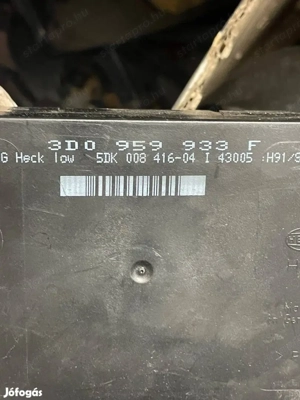 3D0 959 933 F
G Heck low 5DK 008 416-04 I 43005 :H91/S
Jófogás